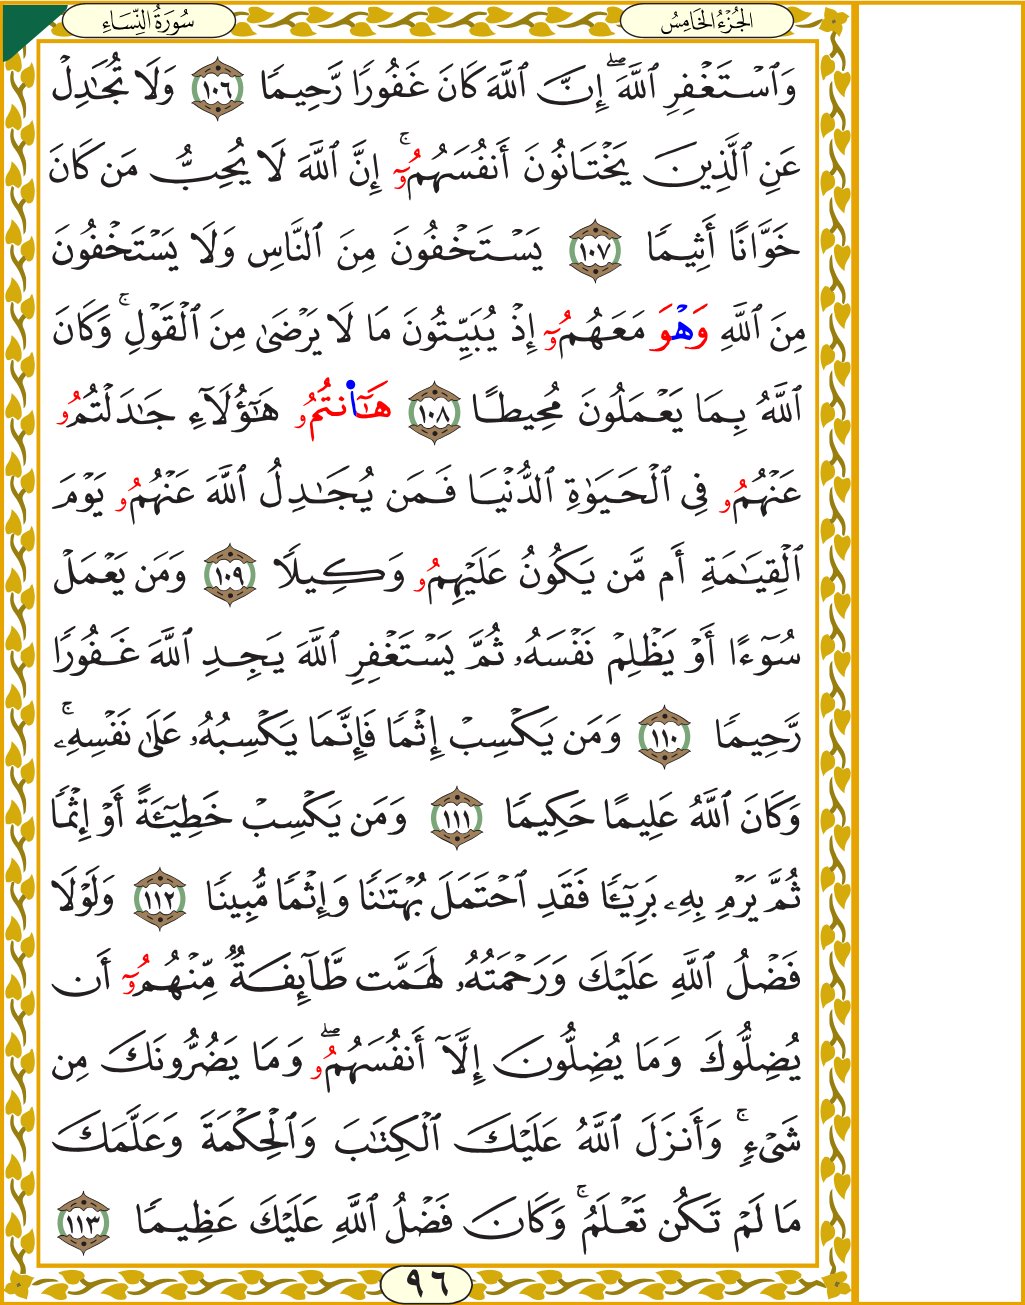 سُورَةُ النِّسَاءِ
الجُزْءُ الخَامِسُ
وَٱسْتَغْفِرِ ٱللَّهَۖ إِنَّ ٱللَّهَ كَانَ غَفُورًا رَّحِيمًا ١٠٦ وَلَا تُجَٰدِلْ
عَنِ ٱلَّذِينَ يَخْتَانُونَ أَنفُسَهُمُۥٓۚ إِنَّ ٱللَّهَ لَا يُحِبُّ مَن كَانَ
خَوَّانًا أَثِيمًا ١٠٧ يَسْتَخْفُونَ مِنَ ٱلنَّاسِ وَلَا يَسْتَخْفُونَ
مِنَ ٱللَّهِ وَهْوَ مَعَهُمُۥٓ إِذْ يُبَيِّتُونَ مَا لَا يَرْضَىٰ مِنَ ٱلْقَوْلِۚ وَكَانَ
ٱللَّهُ بِمَا يَعْمَلُونَ مُحِيطًا ١٠٨ هَٰٓا۬نتُمُۥ هَٰٓؤُلَآءِ جَٰدَلْتُمُۥ
عَنْهُمُۥ فِي ٱلْحَيَوٰةِ ٱلدُّنْيَا فَمَن يُجَٰدِلُ ٱللَّهَ عَنْهُمُۥ يَوْمَ
ٱلْقِيَٰمَةِ أَم مَّن يَكُونُ عَلَيْهِمُۥ وَكِيلًا ١٠٩ وَمَن يَعْمَلْ
سُوٓءًا أَوْ يَظْلِمْ نَفْسَهُۥ ثُمَّ يَسْتَغْفِرِ ٱللَّهَ يَجِدِ ٱللَّهَ غَفُورًا
رَّحِيمًا ١١٠ وَمَن يَكْسِبْ إِثْمًا فَإِنَّمَا يَكْسِبُهُۥ عَلَىٰ نَفْسِهِۦۚ
وَكَانَ ٱللَّهُ عَلِيمًا حَكِيمًا ١١١ وَمَن يَكْسِبْ خَطِيٓـَٔةً أَوْ إِثْمًا
ثُمَّ يَرْمِ بِهِۦ بَرِيٓـًٔا فَقَدِ ٱحْتَمَلَ بُهْتَٰنًا وَإِثْمًا مُّبِينًا ١١٢ وَلَوْلَا
فَضْلُ ٱللَّهِ عَلَيْكَ وَرَحْمَتُهُۥ لَهَمَّت طَّآئِفَةٌ مِّنْهُمُۥٓ أَن
يُضِلُّوكَ وَمَا يُضِلُّونَ إِلَّآ أَنفُسَهُمُۥۖ وَمَا يَضُرُّونَكَ مِن
شَيْءٍۚ وَأَنزَلَ ٱللَّهُ عَلَيْكَ ٱلْكِتَٰبَ وَٱلْحِكْمَةَ وَعَلَّمَكَ
مَا لَمْ تَكُن تَعْلَمُۚ وَكَانَ فَضْلُ ٱللَّهِ عَلَيْكَ عَظِيمًا ١١٣
٩٦